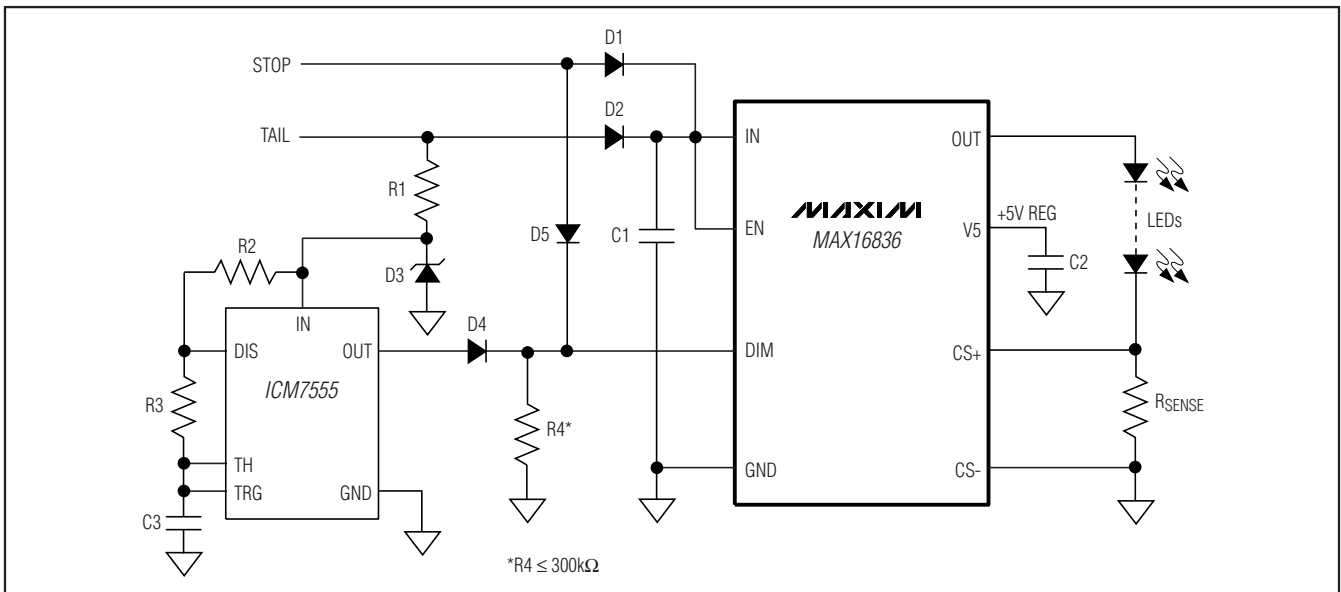 D1
STOP
D2
TAIL
IN
OUT
R1
MAXIM
MAX16836
+5V REG
LEDs
V5
EN
D5
C1
R2
D3
C2
IN
D4
DIS
OUT
DIM
CS+
ICM7555
R3
RSENSE
R4*
TH
GND
CS-
TRG
GND
C3
*R4 ≤ 300kΩ